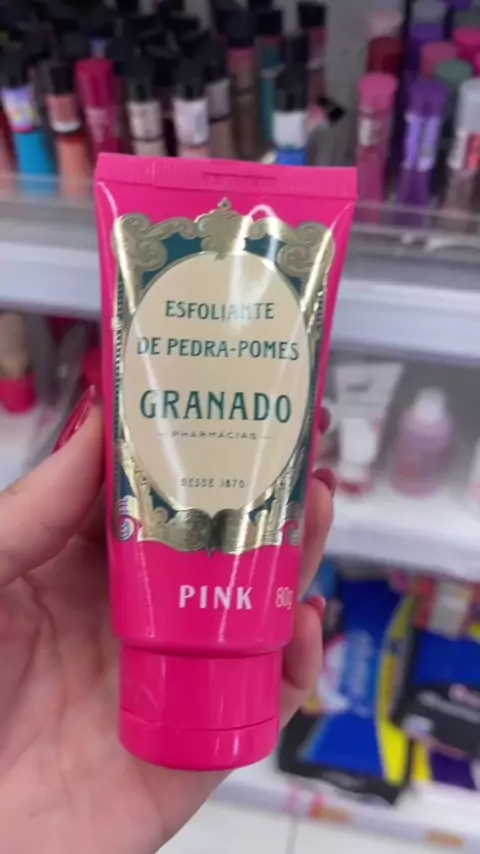 ESFOLIANTE
DE PEDRA-POMES
GRANADO
PHARMÁCIAS
DESDE 1870
PINK 80g